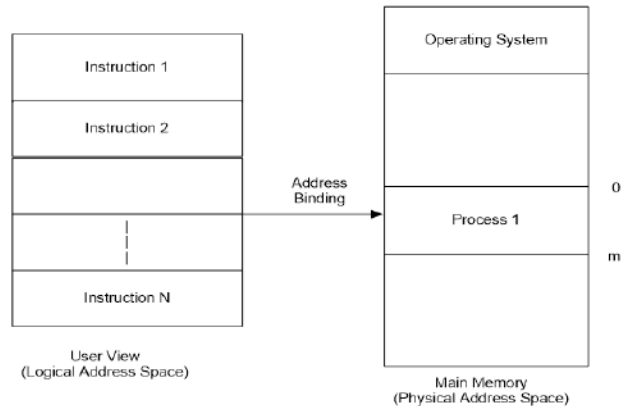 Instruction 1
Instruction 2
Instruction N
User View
(Logical Address Space)
Address
Binding
Operating System
Process 1
0
m
Main Memory
(Physical Address Space)